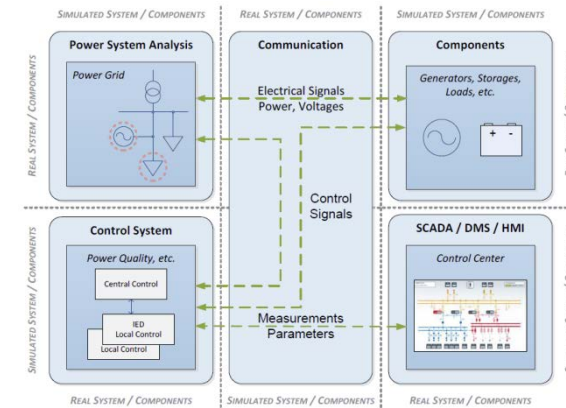 SIMULATED SYSTEM / COMPONENTS
REAL SYSTEM / COMPONENTS
SIMULATED SYSTEM / COMPONENTS
REAL SYSTEM / COMPONENTS
Power System Analysis
Power Grid
Communication
Electrical Signals
Power, Voltages
Control
Signals
Measurements
Parameters
Components
Generators, Storages,
Loads, etc.
+ -
SIMULATED SYSTEM / COMPONENTS
Control System
Power Quality, etc.
Central Control
IED
Local Control
Local Control
SCADA / DMS / HMI
Control Center
REAL SYSTEM / COMPONENTS
SIMULATED SYSTEM / COMPONENTS
REAL SYSTEM / COMPONENTS